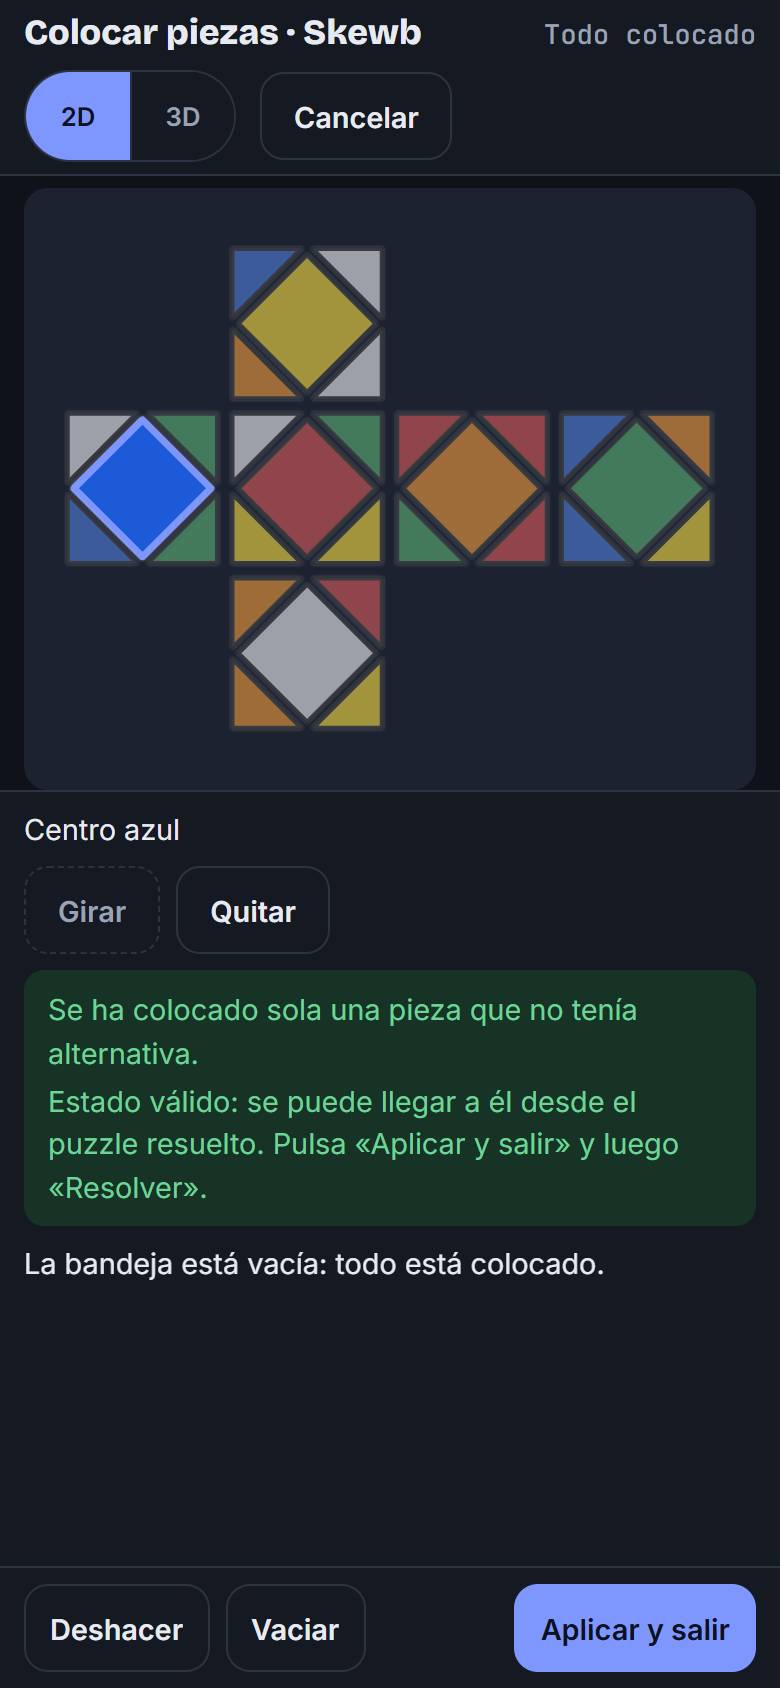 Colocar piezas · Skewb
Todo colocado
2D
3D
Cancelar
Centro azul
Girar
Quitar
Se ha colocado sola una pieza que no tenía
alternativa.
Estado válido: se puede llegar a él desde el
puzzle resuelto. Pulsa «Aplicar y salir» y luego
«Resolver».
La bandeja está vacía: todo está colocado.
Deshacer
Vaciar
Aplicar y salir